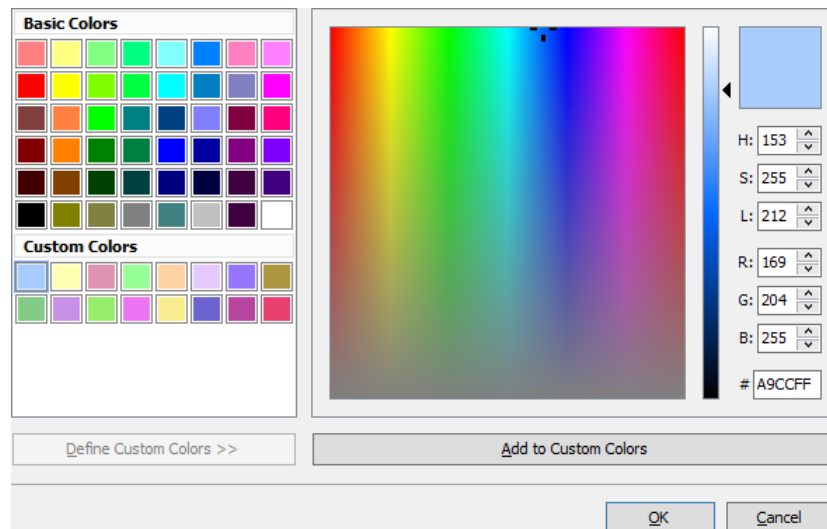 Basic Colors
Custom Colors
Define Custom Colors >>
H: 153
S: 255
L: 212
R: 169
G: 204
B: 255
# A9CCFF
Add to Custom Colors
OK
Cancel